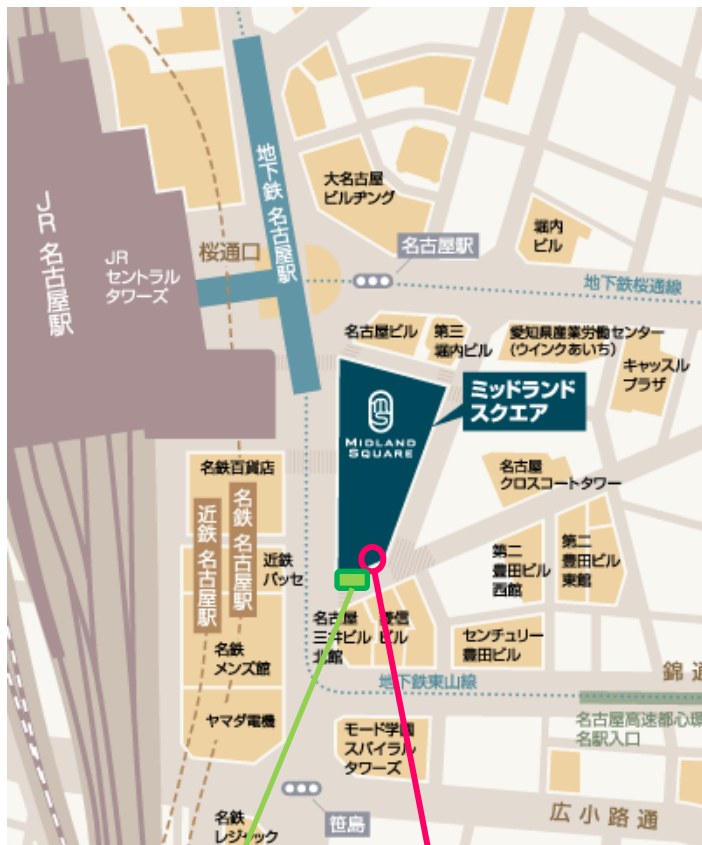 地下鉄 名古屋駅
大名古屋
ビルヂング
JR 名古屋駅
JR
セントラル
タワーズ
桜通口
名古屋駅
堀内
ビル
地下鉄桜通線
名古屋ビル
第三
堀内ビル
愛知県産業労働センター
(ウインクあいち)
キャッスル
プラザ
ミッドランド
スクエア
MIDLAND
SQUARE
名鉄百貨店
名古屋
クロスコートタワー
近鉄 名古屋駅
名鉄 名古屋駅
近鉄
パッセ
第二
豊田ビル
西館
第二
豊田ビル
東館
名古屋
三井ビル
北館
豊信
ビル
センチュリー
豊田ビル
名鉄
メンズ館
地下鉄東山線
錦通
ヤマダ電機
モード学園
スパイラル
タワーズ
名古屋高速都心環
名駅入口
笹島
広小路通
名鉄
レジャック